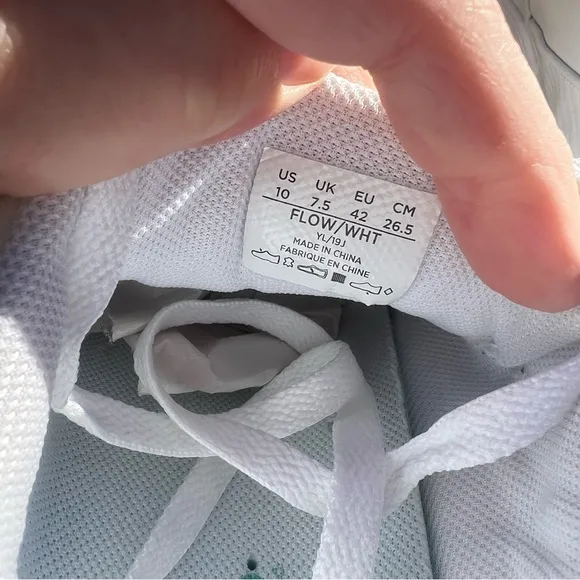 US UK EU CM
10 7.5 42 26.5
FLOW/WHT
YL/19J
MADE IN CHINA
FABRIQUE EN CHINE